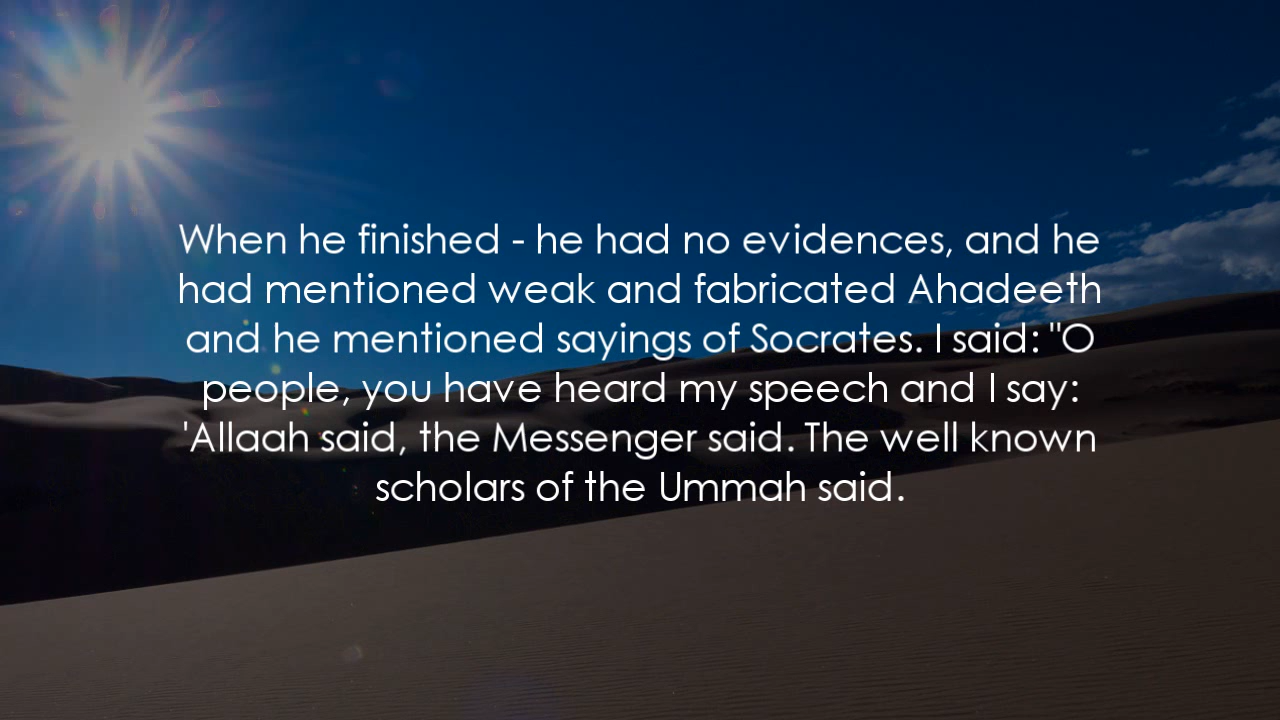 When he finished - he had no evidences, and he
had mentioned weak and fabricated Ahadeeth
and he mentioned sayings of Socrates. I said: "O
people, you have heard my speech and I say:
'Allaah said, the Messenger said. The well known
scholars of the Ummah said.